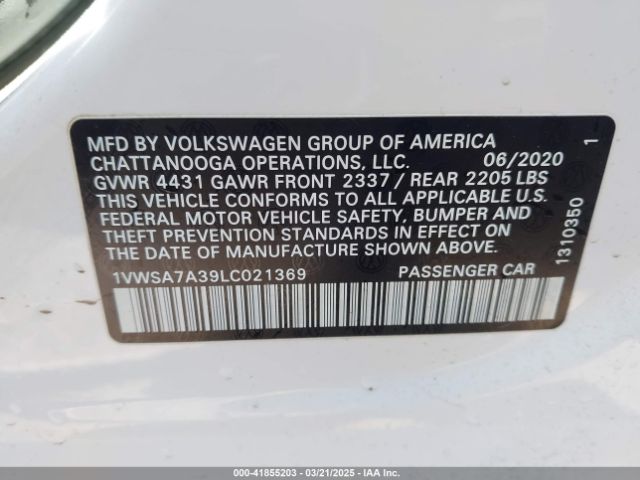 MFD BY VOLKSWAGEN GROUP OF AMERICA
CHATTANOOGA OPERATIONS, LLC. 06/2020
GVWR 4431 GAWR FRONT 2337 / REAR 2205 LBS
THIS VEHICLE CONFORMS TO ALL APPLICABLE U.S.
FEDERAL MOTOR VEHICLE SAFETY, BUMPER AND
THEFT PREVENTION STANDARDS IN EFFECT ON
THE DATE OF MANUFACTURE SHOWN ABOVE.
1VWSA7A39LC021369 PASSENGER CAR
1310350 1
000-41855203 - 03/21/2025 - IAA Inc.